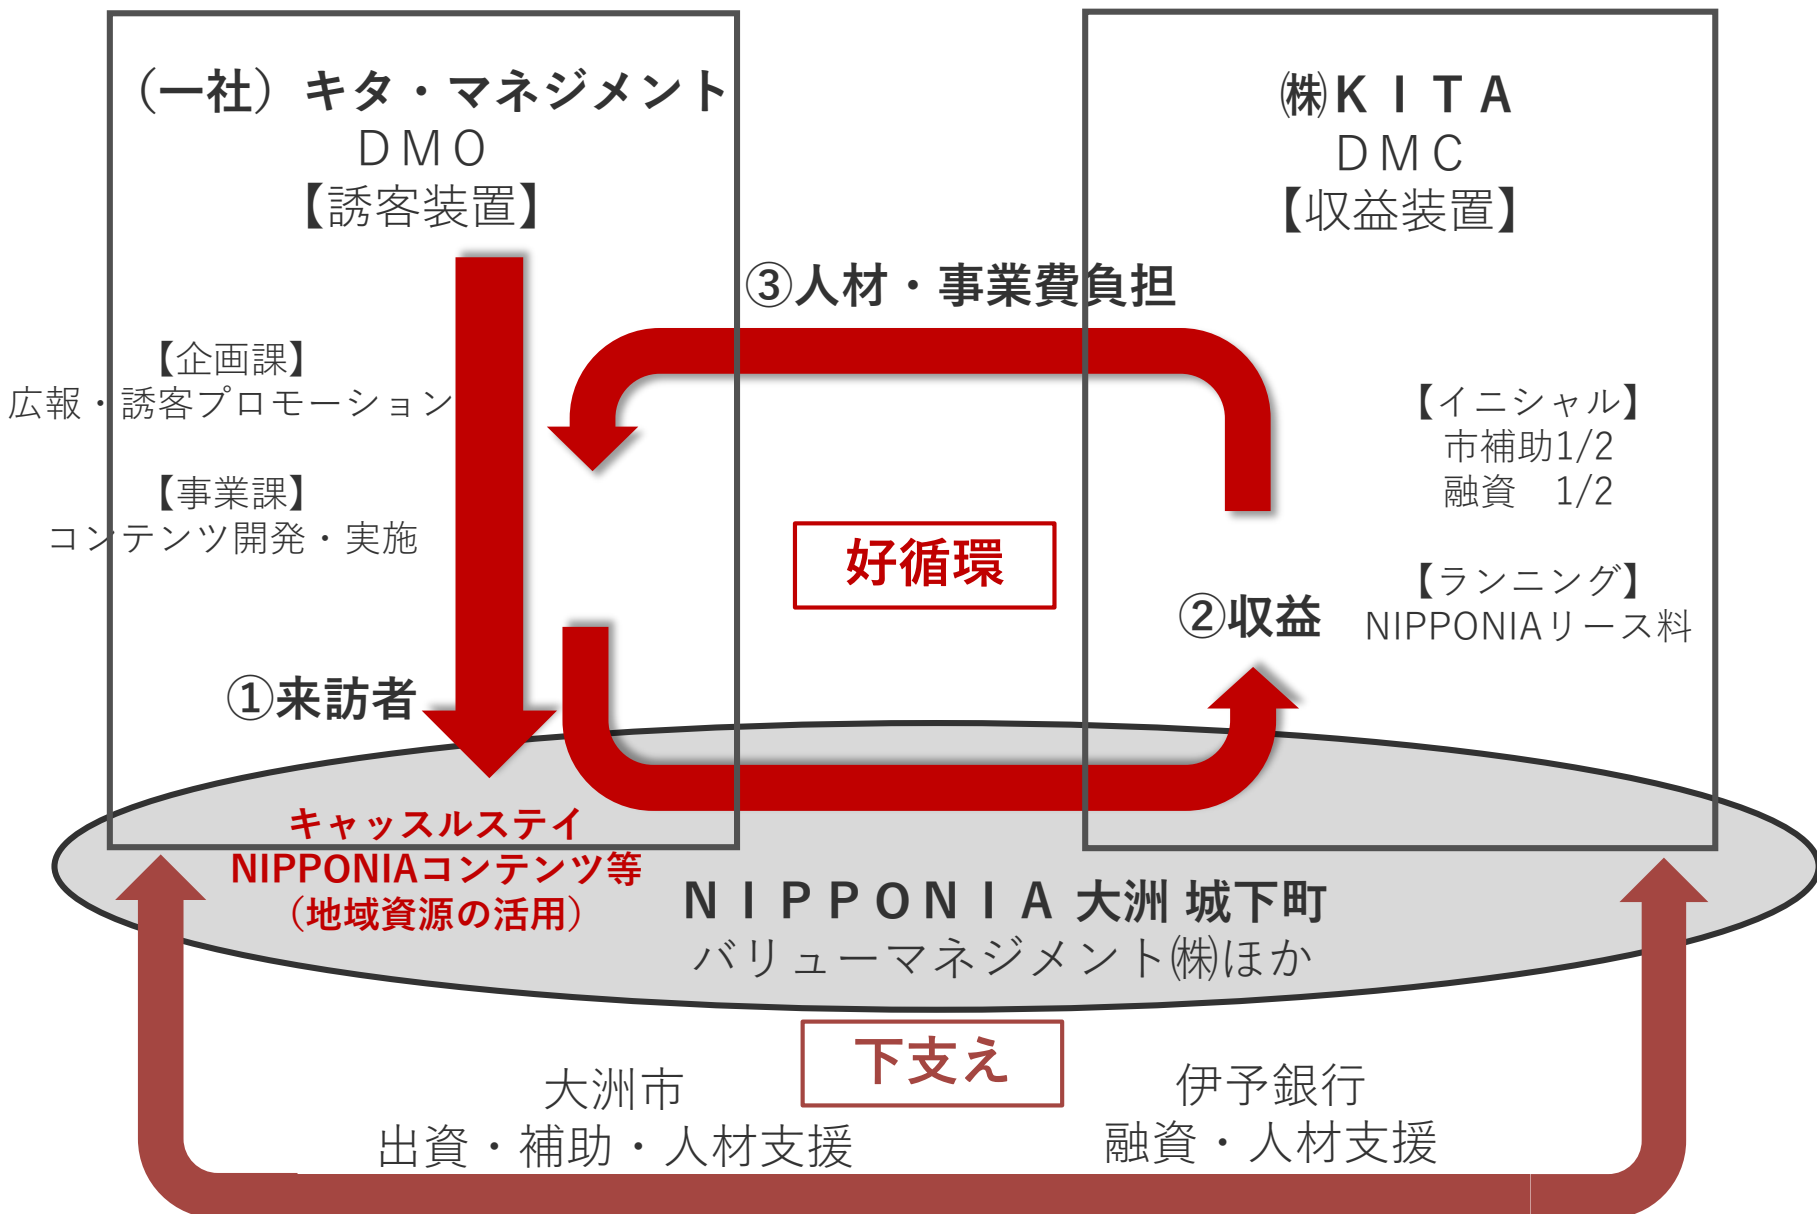 （一社）キタ・マネジメント
ＤＭＯ
【誘客装置】
㈱ＫＩＴＡ
ＤＭＣ
【収益装置】
③人材・事業費負担
【企画課】
広報・誘客プロモーション
【事業課】
コンテンツ開発・実施
【イニシャル】
市補助1/2
融資　1/2
好循環
【ランニング】
NIPPONIAリース料
②収益
①来訪者
キャッスルステイ
NIPPONIAコンテンツ等
（地域資源の活用）
ＮＩＰＰＯＮＩＡ 大洲 城下町
バリューマネジメント㈱ほか
下支え
大洲市
出資・補助・人材支援
伊予銀行
融資・人材支援